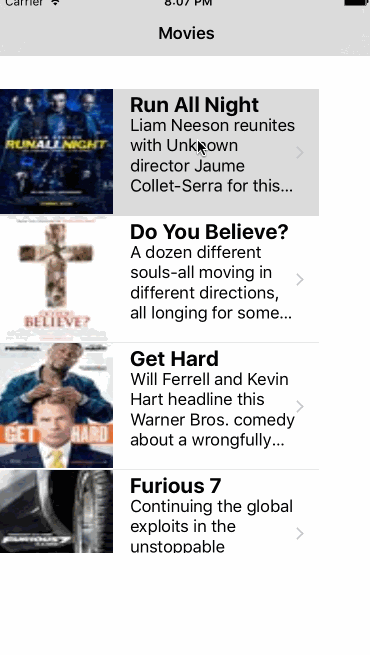 Carrier 8:07 PM
Movies
RUN ALL NIGHT
Run All Night
Liam Neeson reunites
with Unknown
director Jaume
Collet-Serra for this...
BELIEVE?
Do You Believe?
A dozen different
souls-all moving in
different directions,
all longing for some...
FERRELL
GET HARD
Get Hard
Will Ferrell and Kevin
Hart headline this
Warner Bros. comedy
about a wrongfully...
FURIOUS 7
Furious 7
Continuing the global
exploits in the
unstoppable